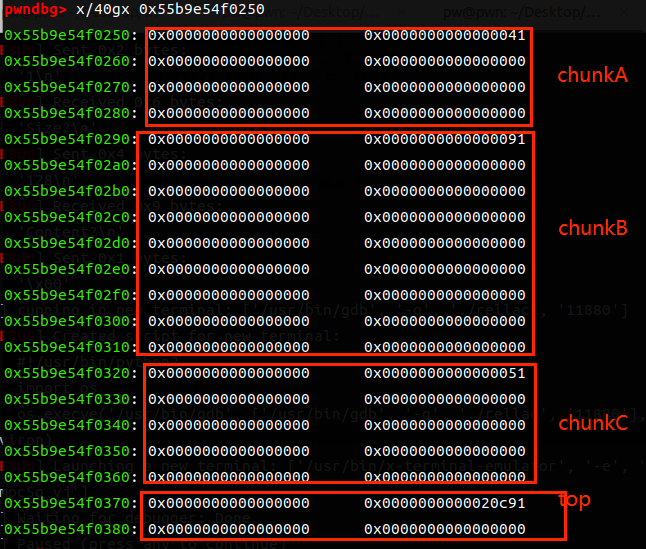 pwndbg> x/40gx 0x55b9e54f0250
0x55b9e54f0250: 0x0000000000000000 0x0000000000000041
0x55b9e54f0260: 0x0000000000000000 0x0000000000000000
0x55b9e54f0270: 0x0000000000000000 0x0000000000000000
chunkA
0x55b9e54f0280: 0x0000000000000000 0x0000000000000000
0x55b9e54f0290: 0x0000000000000000 0x0000000000000091
0x55b9e54f02a0: 0x0000000000000000 0x0000000000000000
0x55b9e54f02b0: 0x0000000000000000 0x0000000000000000
0x55b9e54f02c0: 0x0000000000000000 0x0000000000000000
chunkB
0x55b9e54f02d0: 0x0000000000000000 0x0000000000000000
0x55b9e54f02e0: 0x0000000000000000 0x0000000000000000
0x55b9e54f02f0: 0x0000000000000000 0x0000000000000000
0x55b9e54f0300: 0x0000000000000000 0x0000000000000000
0x55b9e54f0310: 0x0000000000000000 0x0000000000000000
0x55b9e54f0320: 0x0000000000000000 0x0000000000000051
0x55b9e54f0330: 0x0000000000000000 0x0000000000000000
0x55b9e54f0340: 0x0000000000000000 0x0000000000000000
chunkC
0x55b9e54f0350: 0x0000000000000000 0x0000000000000000
0x55b9e54f0360: 0x0000000000000000 0x0000000000000000
top
0x55b9e54f0370: 0x0000000000000000 0x0000000000020c91
0x55b9e54f0380: 0x0000000000000000 0x0000000000000000